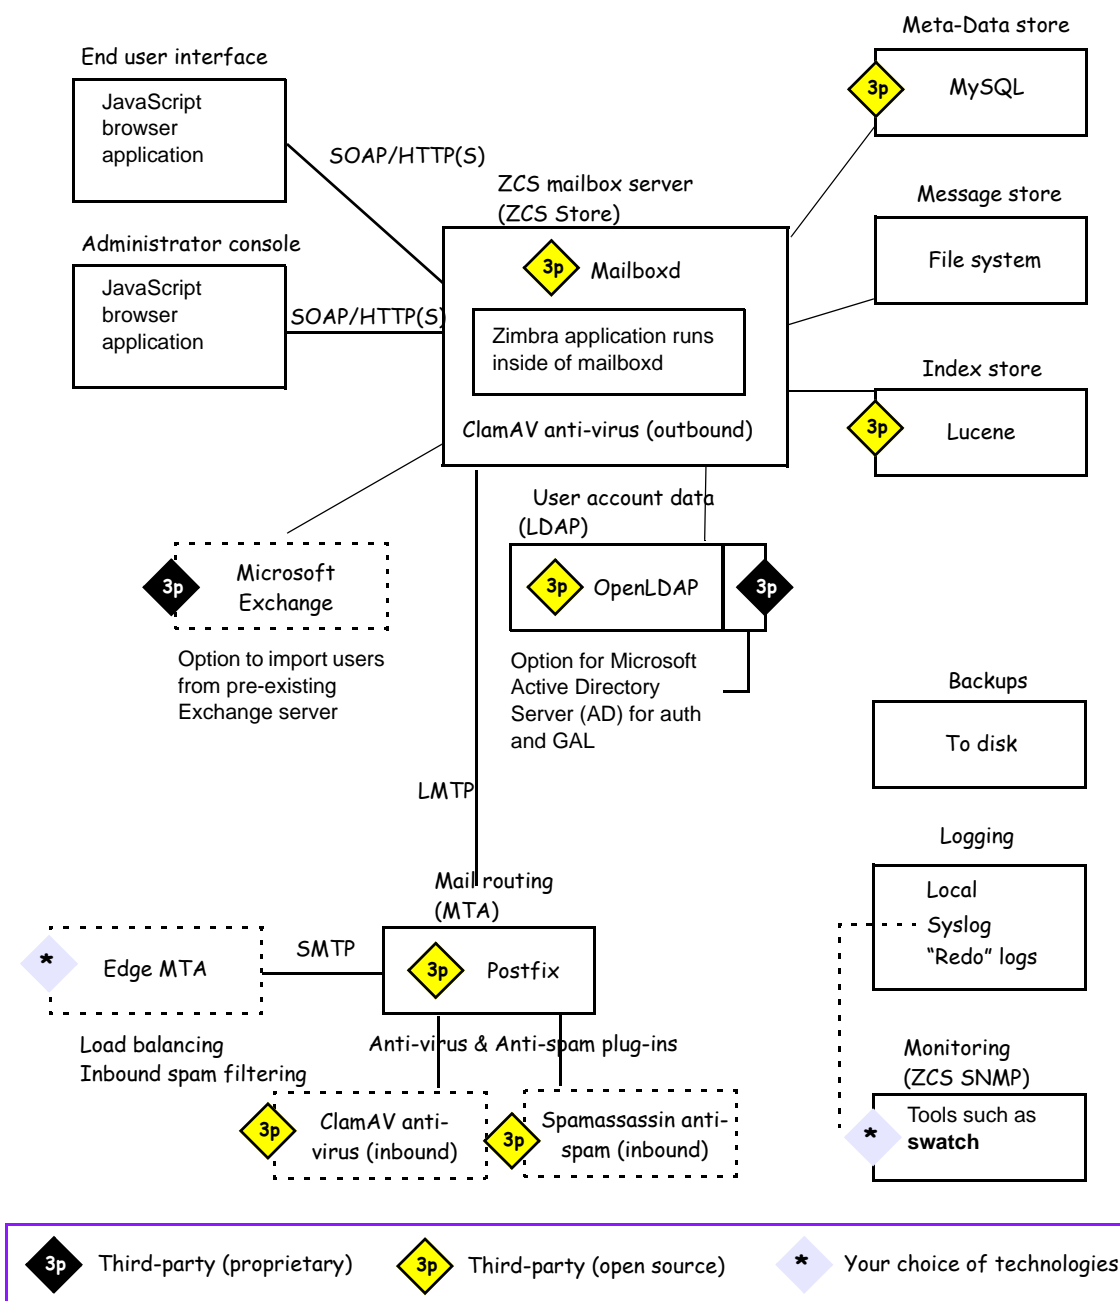 Meta-Data store
3p
MySQL
End user interface
JavaScript
browser
application
SOAP/HTTP(S)
ZCS mailbox server
(ZCS Store)
Message store
File system
Administrator console
JavaScript
browser
application
SOAP/HTTP(S)
3p
Mailboxd
Zimbra application runs
inside of mailboxd
ClamAV anti-virus (outbound)
Index store
3p
Lucene
User account data
(LDAP)
3p
OpenLDAP
3p
Option for Microsoft
Active Directory
Server (AD) for auth
and GAL
3p
Microsoft
Exchange
Option to import users
from pre-existing
Exchange server
Backups
To disk
LMTP
Logging
Local
Syslog
“Redo” logs
Mail routing
(MTA)
3p
Postfix
SMTP
*
Edge MTA
Load balancing
Inbound spam filtering
Anti-virus & Anti-spam plug-ins
3p
ClamAV anti-
virus (inbound)
3p
Spamassassin anti-
spam (inbound)
Monitoring
(ZCS SNMP)
*
Tools such as
swatch
3p
Third-party (proprietary)
3p
Third-party (open source)
*
Your choice of technologies